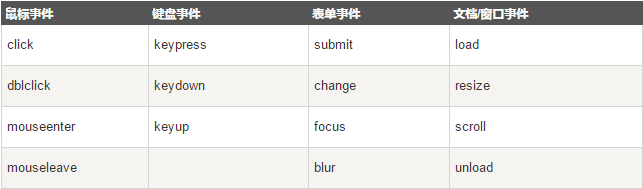 鼠标事件 键盘事件 表单事件 文档/窗口事件
click keypress submit load
dblclick keydown change resize
mouseenter keyup focus scroll
mouseleave blur unload